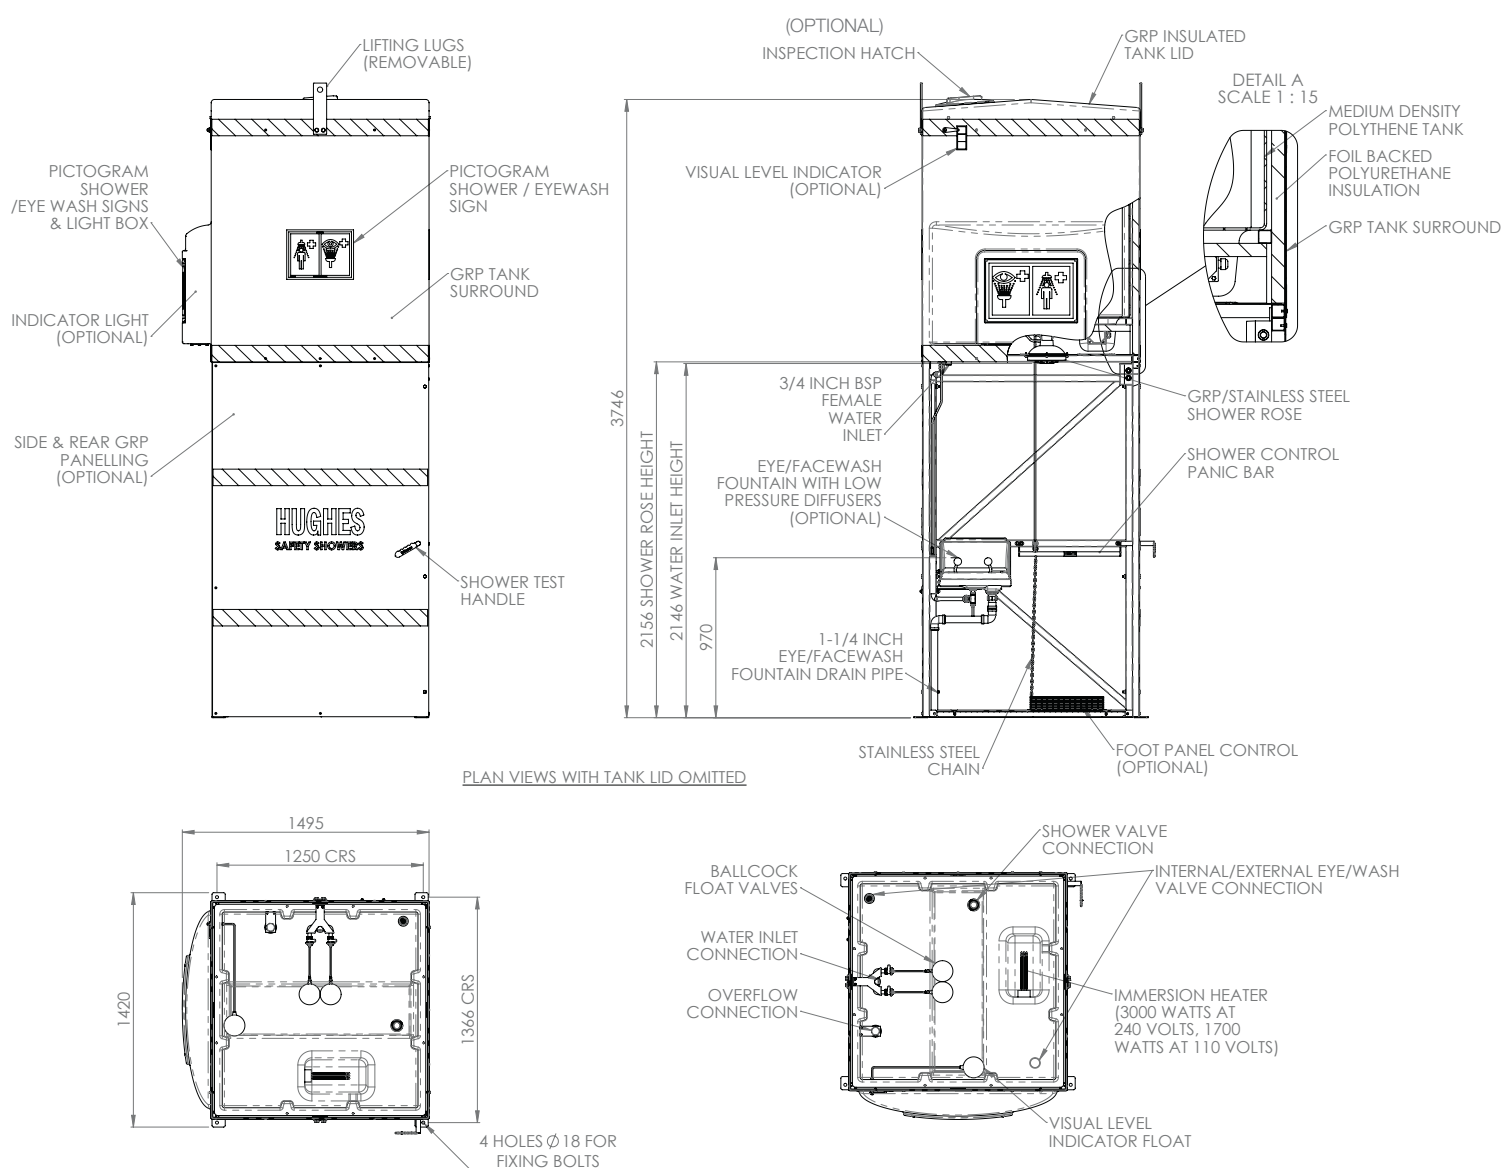 LIFTING LUGS
(REMOVABLE)
PICTOGRAM
SHOWER
/EYE WASH SIGNS
& LIGHT BOX
PICTOGRAM
SHOWER / EYEWASH
SIGN
GRP TANK
SURROUND
INDICATOR LIGHT
(OPTIONAL)
SIDE & REAR GRP
PANELLING
(OPTIONAL)
HUGHES
SAFETY SHOWERS
SHOWER TEST
HANDLE
(OPTIONAL)
INSPECTION HATCH
GRP INSULATED
TANK LID
DETAIL A
SCALE 1 : 15
MEDIUM DENSITY
POLYTHENE TANK
FOIL BACKED
POLYURETHANE
INSULATION
GRP TANK SURROUND
VISUAL LEVEL INDICATOR
(OPTIONAL)
3/4 INCH BSP
FEMALE
WATER
INLET
EYE/FACEWASH
FOUNTAIN WITH LOW
PRESSURE DIFFUSERS
(OPTIONAL)
GRP/STAINLESS STEEL
SHOWER ROSE
SHOWER CONTROL
PANIC BAR
3746
2156 SHOWER ROSE HEIGHT
2146 WATER INLET HEIGHT
970
1-1/4 INCH
EYE/FACEWASH
FOUNTAIN DRAIN PIPE
STAINLESS STEEL
CHAIN
FOOT PANEL CONTROL
(OPTIONAL)
PLAN VIEWS WITH TANK LID OMITTED
1495
1250 CRS
1420
1366 CRS
4 HOLES Ø 18 FOR
FIXING BOLTS
BALLCOCK
FLOAT VALVES
WATER INLET
CONNECTION
OVERFLOW
CONNECTION
SHOWER VALVE
CONNECTION
INTERNAL/EXTERNAL EYE/WASH
VALVE CONNECTION
IMMERSION HEATER
(3000 WATTS AT
240 VOLTS, 1700
WATTS AT 110 VOLTS)
VISUAL LEVEL
INDICATOR FLOAT